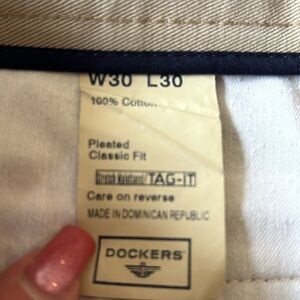 W30 L30
100% Cotton
Pleated
Classic Fit
Stretch Waistband/TAG-IT
Care on reverse
MADE IN DOMINICAN REPUBLIC
DOCKERS